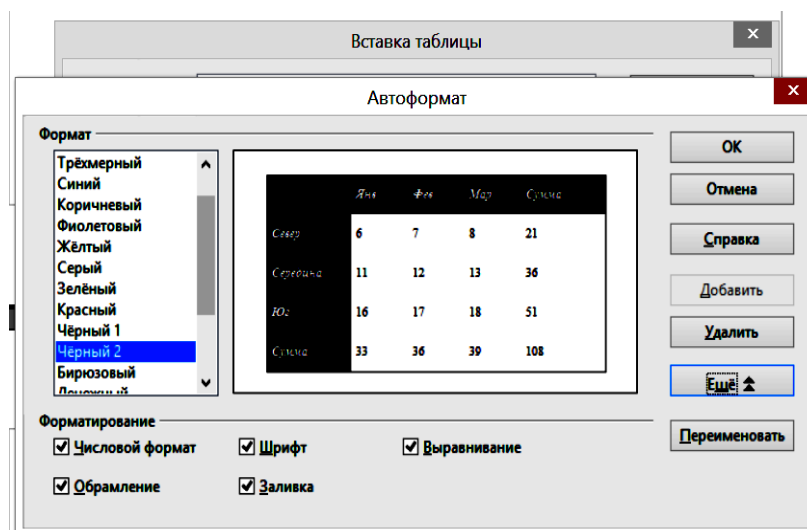 Вставка таблицы
Автоформат
Формат
Трёхмерный
Синий
Коричневый
Фиолетовый
Жёлтый
Серый
Зелёный
Красный
Чёрный 1
Чёрный 2
Бирюзовый
Денежный
Янв Фев Мар Сумма
Север 6 7 8 21
Середина 11 12 13 36
Юг 16 17 18 51
Сумма 33 36 39 108
ОК
Отмена
Справка
Добавить
Удалить
Ещё
Переименовать
Форматирование
Числовой формат Шрифт Выравнивание
Обрамление Заливка